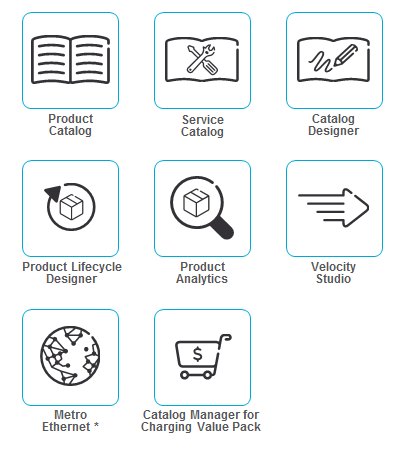 Product
Catalog
Service
Catalog
Catalog
Designer
Product Lifecycle
Designer
Product
Analytics
Velocity
Studio
$
Metro
Ethernet *
Catalog Manager for
Charging Value Pack